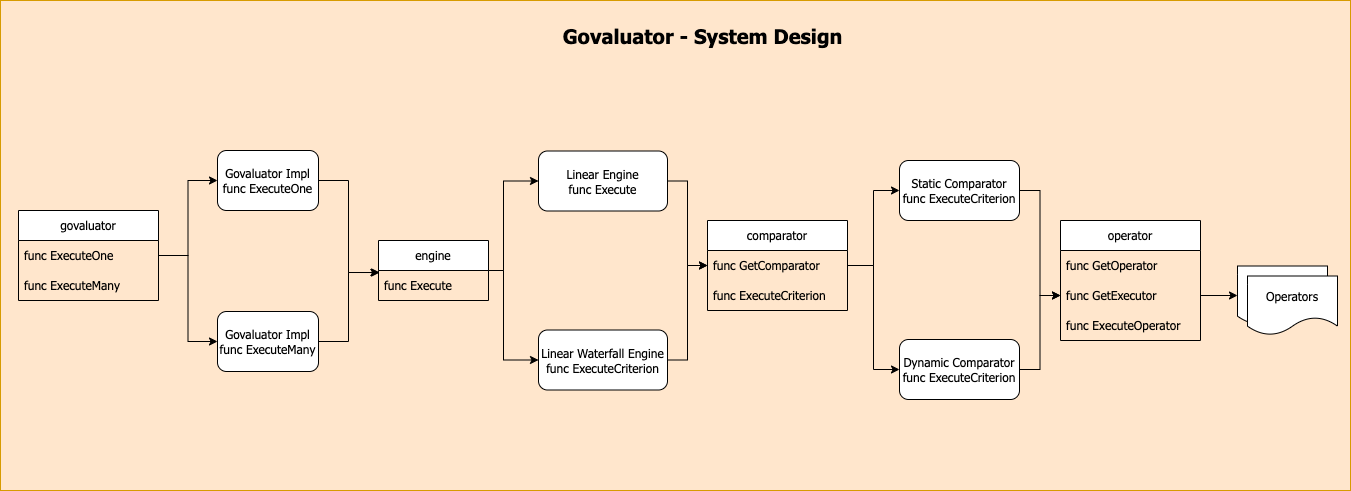 Govaluator - System Design
govaluator
func ExecuteOne
func ExecuteMany
Govaluator Impl
func ExecuteOne
Govaluator Impl
func ExecuteMany
engine
func Execute
Linear Engine
func Execute
Linear Waterfall Engine
func ExecuteCriterion
comparator
func GetComparator
func ExecuteCriterion
Static Comparator
func ExecuteCriterion
Dynamic Comparator
func ExecuteCriterion
operator
func GetOperator
func GetExecutor
func ExecuteOperator
Operators